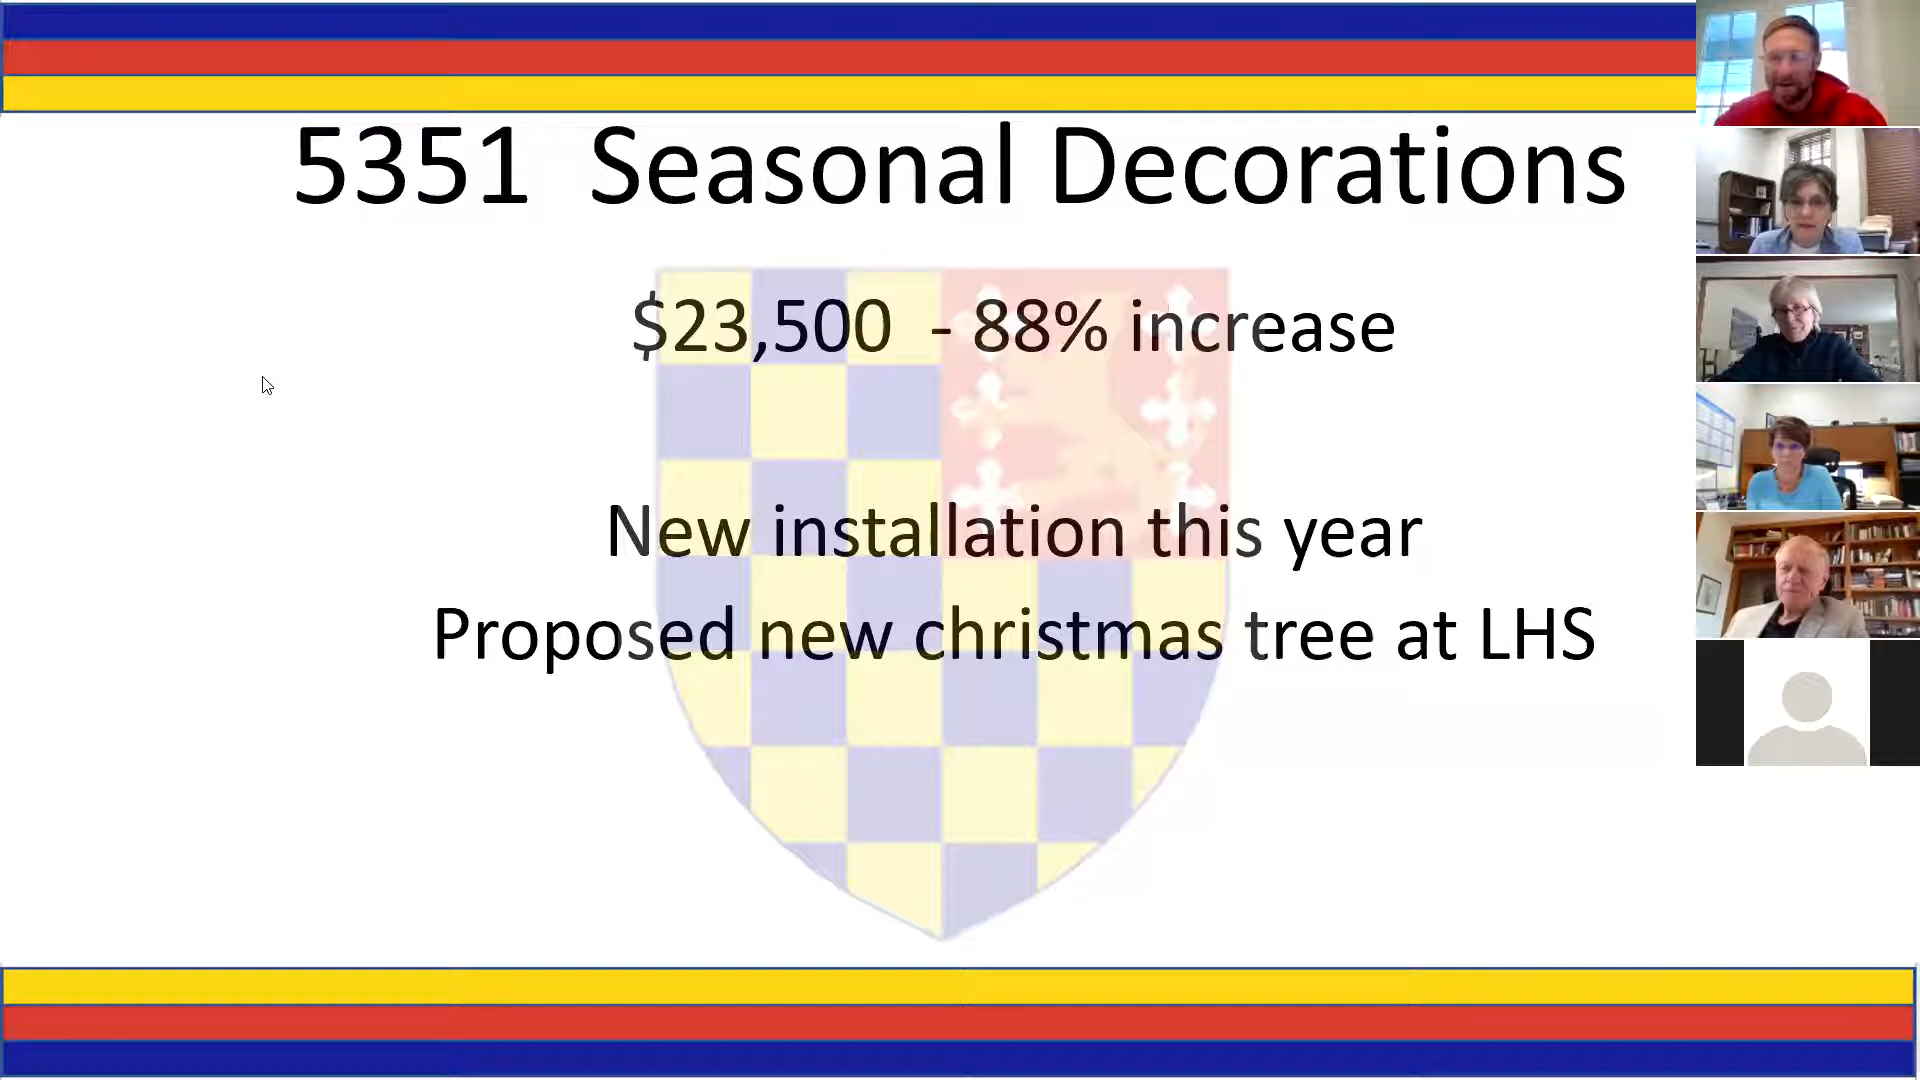 5351  Seasonal Decorations
$23,500  - 88% increase
New installation this year
Proposed new christmas tree at LHS